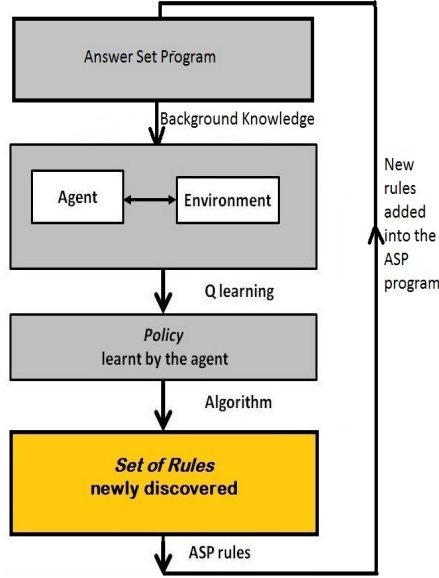 Answer Set Program
Background Knowledge
Agent
Environment
Q learning
Policy
learnt by the agent
Algorithm
Set of Rules
newly discovered
ASP rules
New
rules
added
into the
ASP
program